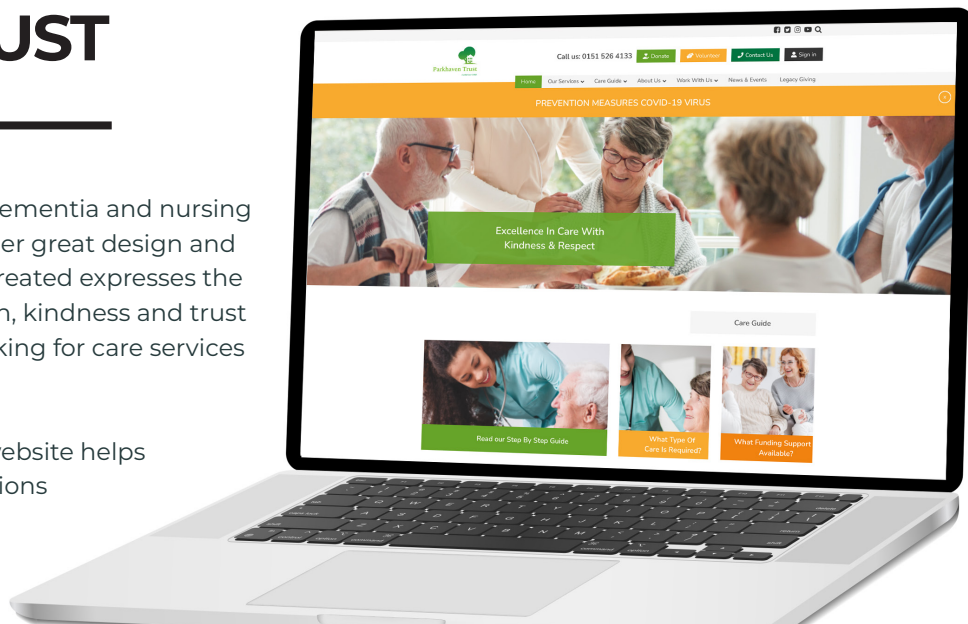 UST
ementia and nursing
er great design and
reated expresses the
n, kindness and trust
king for care services
ebsite helps
ions
Parkhaven Trust
Call us: 0151 526 4133
Donate
Volunteer
Contact Us
Sign in
Home
Our Services
Care Guide
About Us
Work With Us
News & Events
Legacy Giving
PREVENTION MEASURES COVID-19 VIRUS
Excellence In Care With
Kindness & Respect
Care Guide
Read our Step By Step Guide
What Type Of
Care Is Required?
What Funding Support
Available?